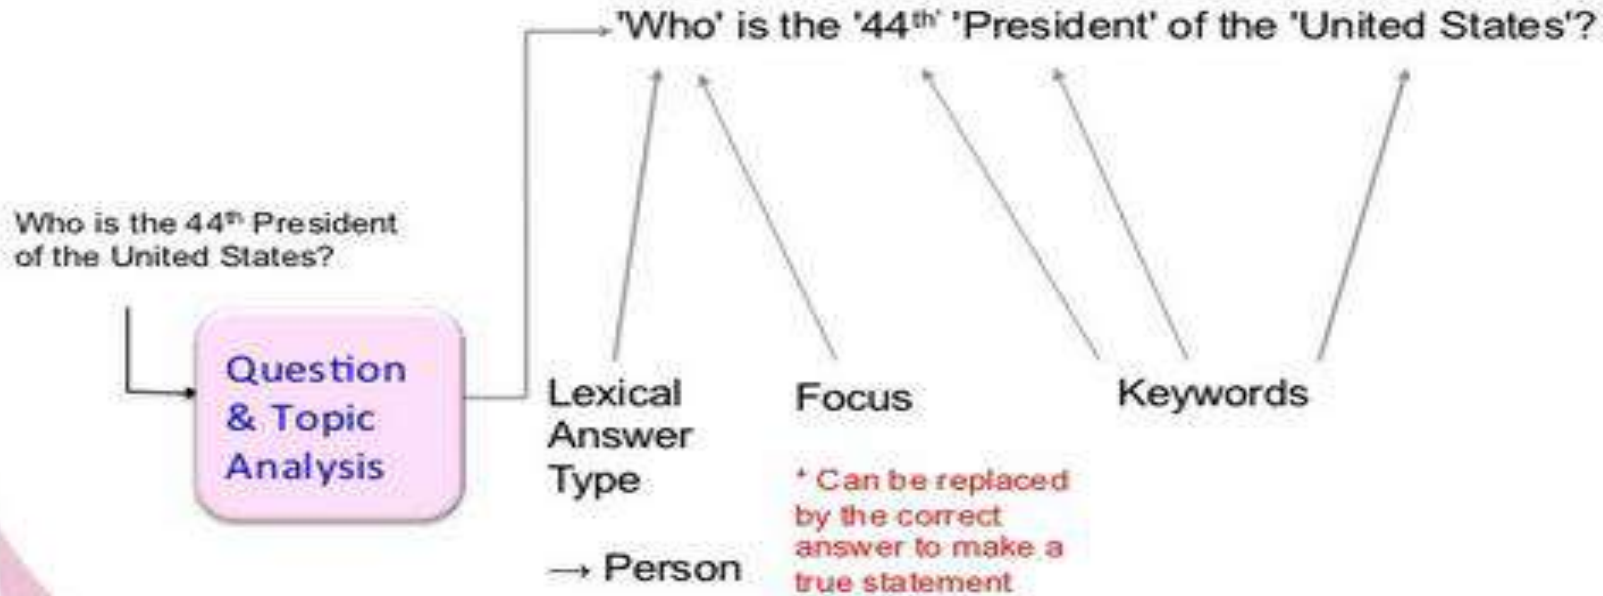 'Who' is the '44th' 'President' of the 'United States'?
Who is the 44th President
of the United States?
Question
& Topic
Analysis
Lexical
Answer
Type
→ Person
Focus
* Can be replaced
by the correct
answer to make a
true statement
Keywords